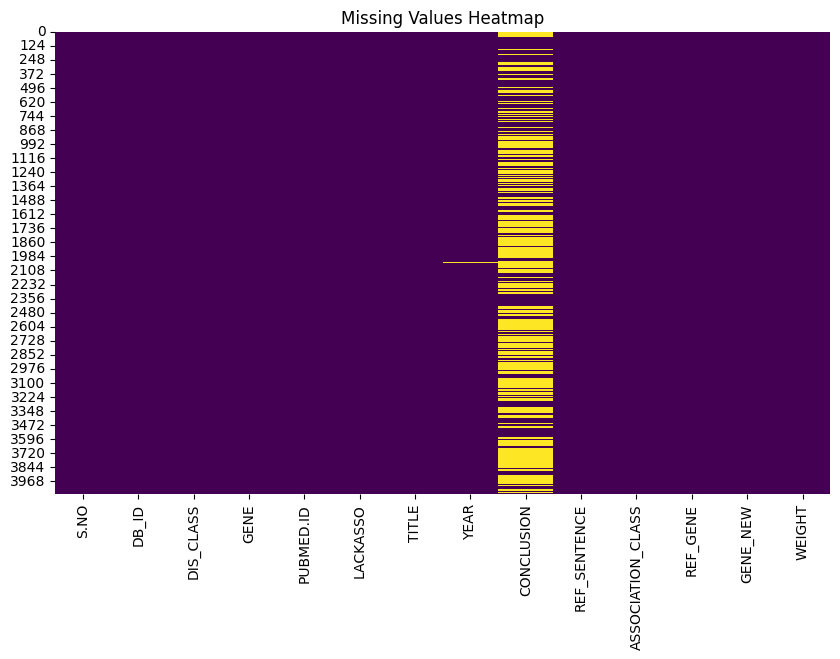 Missing Values Heatmap
0
124
248
372
496
620
744
868
992
1116
1240
1364
1488
1612
1736
1860
1984
2108
2232
2356
2480
2604
2728
2852
2976
3100
3224
3348
3472
3596
3720
3844
3968
S.NO
DB_ID
DIS_CLASS
GENE
PUBMED.ID
LACKASSO
TITLE
YEAR
CONCLUSION
REF_SENTENCE
ASSOCIATION_CLASS
REF_GENE
GENE_NEW
WEIGHT